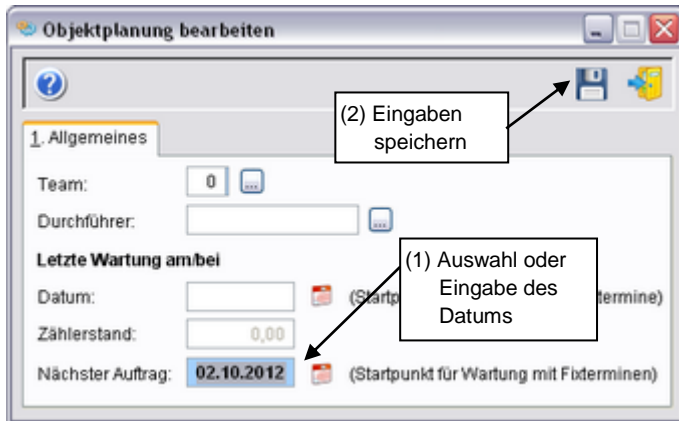 Objektplanung bearbeiten
(2) Eingaben
speichern
1. Allgemeines
Team: 0 ...
Durchführer: ...
Letzte Wartung am/bei
(1) Auswahl oder
Eingabe des
Datums
Datum:
Zählerstand: 0,00
Nächster Auftrag: 02.10.2012 (Startpunkt für Wartung mit Fixterminen)